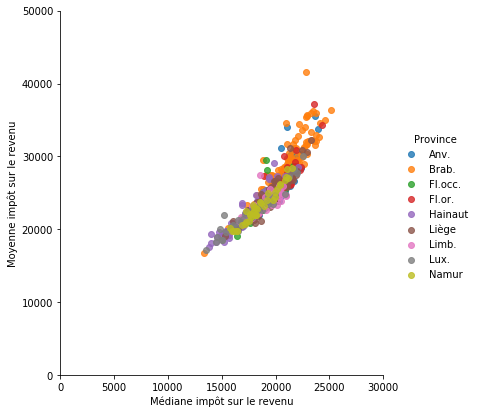 50000
40000
30000
20000
10000
0
Moyenne impôt sur le revenu
0 5000 10000 15000 20000 25000 30000
Médiane impôt sur le revenu
Province
Anv.
Brab.
Fl.occ.
Fl.or.
Hainaut
Liège
Limb.
Lux.
Namur